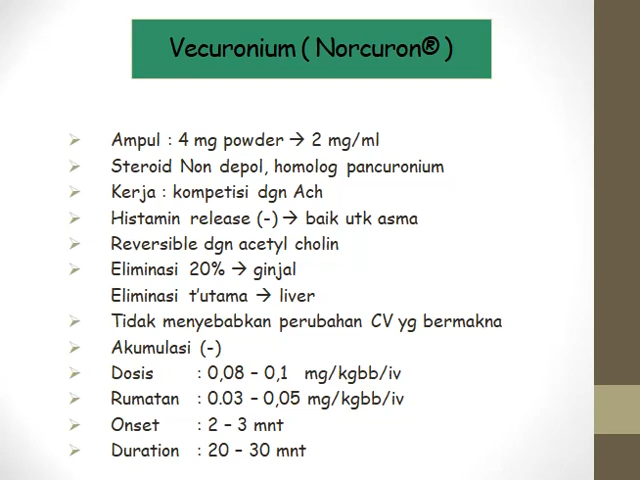 Vecuronium ( Norcuron® )
Ampul : 4 mg powder → 2 mg/ml
Steroid Non depol, homolog pancuronium
Kerja : kompetisi dgn Ach
Histamin release (-) → baik utk asma
Reversible dgn acetyl cholin
Eliminasi 20% → ginjal
Eliminasi t'utama → liver
Tidak menyebabkan perubahan CV yg bermakna
Akumulasi (-)
Dosis : 0,08 – 0,1 mg/kgbb/iv
Rumatan : 0.03 – 0,05 mg/kgbb/iv
Onset : 2 – 3 mnt
Duration : 20 – 30 mnt